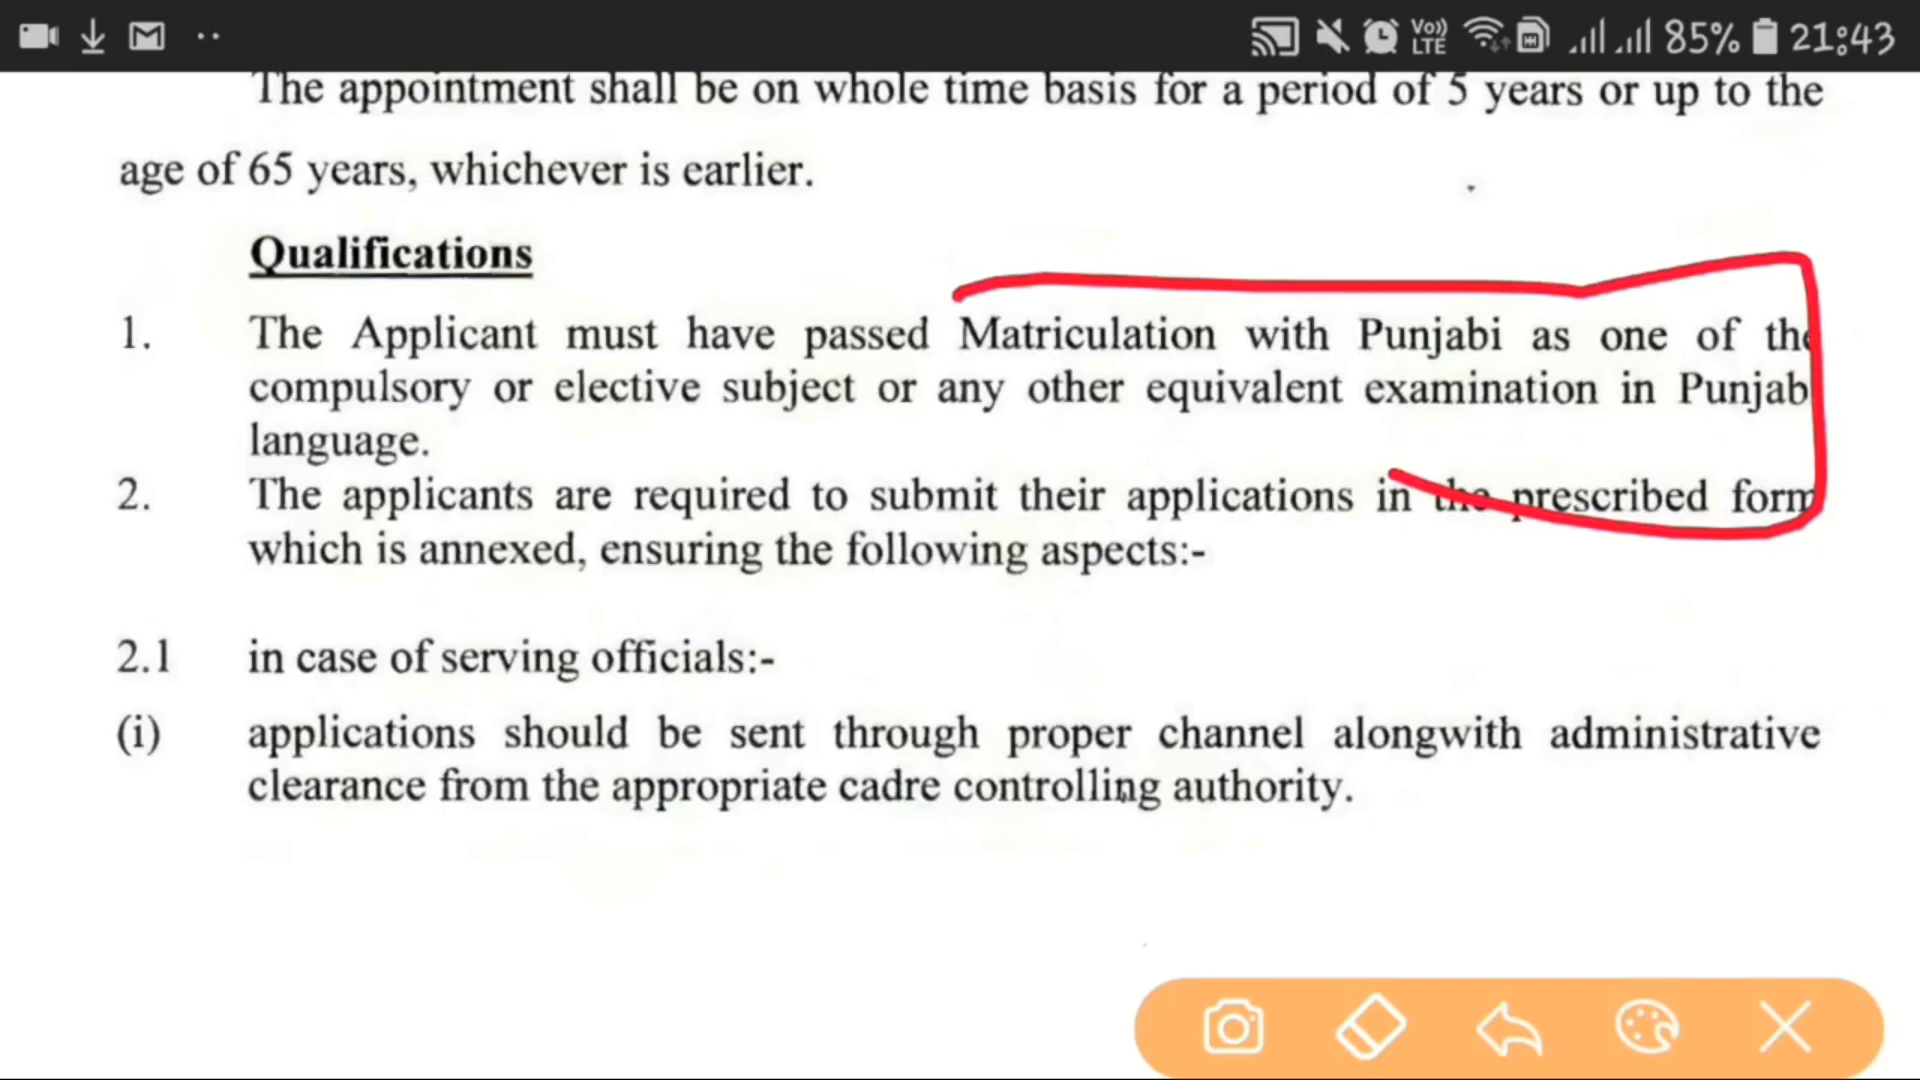 VoLTE 85% 21:43
The appointment shall be on whole time basis for a period of 5 years or up to the
age of 65 years, whichever is earlier.
Qualifications
1. The Applicant must have passed Matriculation with Punjabi as one of the
compulsory or elective subject or any other equivalent examination in Punjab
language.
2. The applicants are required to submit their applications in the prescribed form
which is annexed, ensuring the following aspects:-
2.1 in case of serving officials:-
(i) applications should be sent through proper channel alongwith administrative
clearance from the appropriate cadre controlling authority.